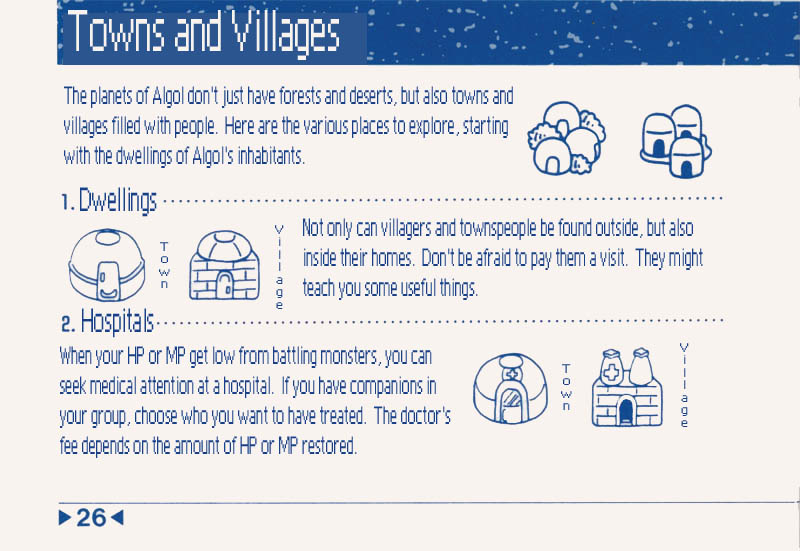 Towns and Villages
The planets of Algol don't just have forests and deserts, but also towns and
villages filled with people. Here are the various places to explore, starting
with the dwellings of Algol's inhabitants.
1. Dwellings
Town
Village
Not only can villagers and townspeople be found outside, but also
inside their homes. Don't be afraid to pay them a visit. They might
teach you some useful things.
2. Hospitals
When your HP or MP get low from battling monsters, you can
seek medical attention at a hospital. If you have companions in
your group, choose who you want to have treated. The doctor's
fee depends on the amount of HP or MP restored.
Town
Village
26